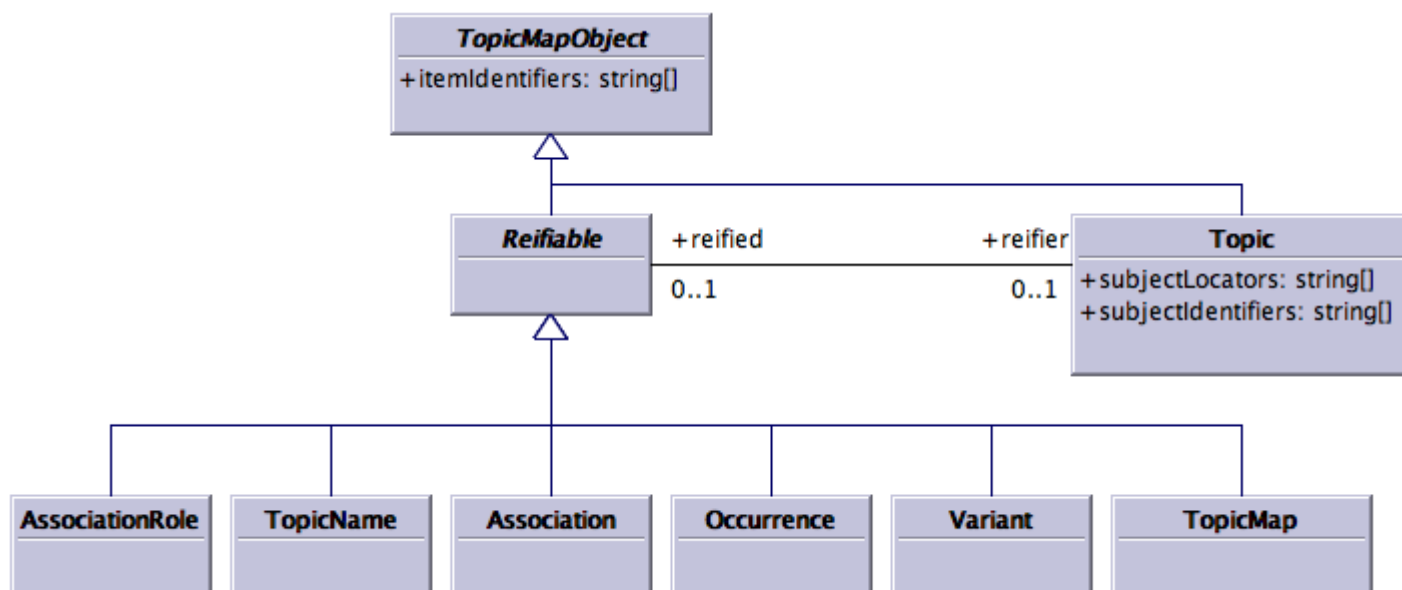 TopicMapObject
+itemIdentifiers: string[]
Reifiable
+reified
+reifier
0..1
0..1
Topic
+subjectLocators: string[]
+subjectIdentifiers: string[]
AssociationRole
TopicName
Association
Occurrence
Variant
TopicMap